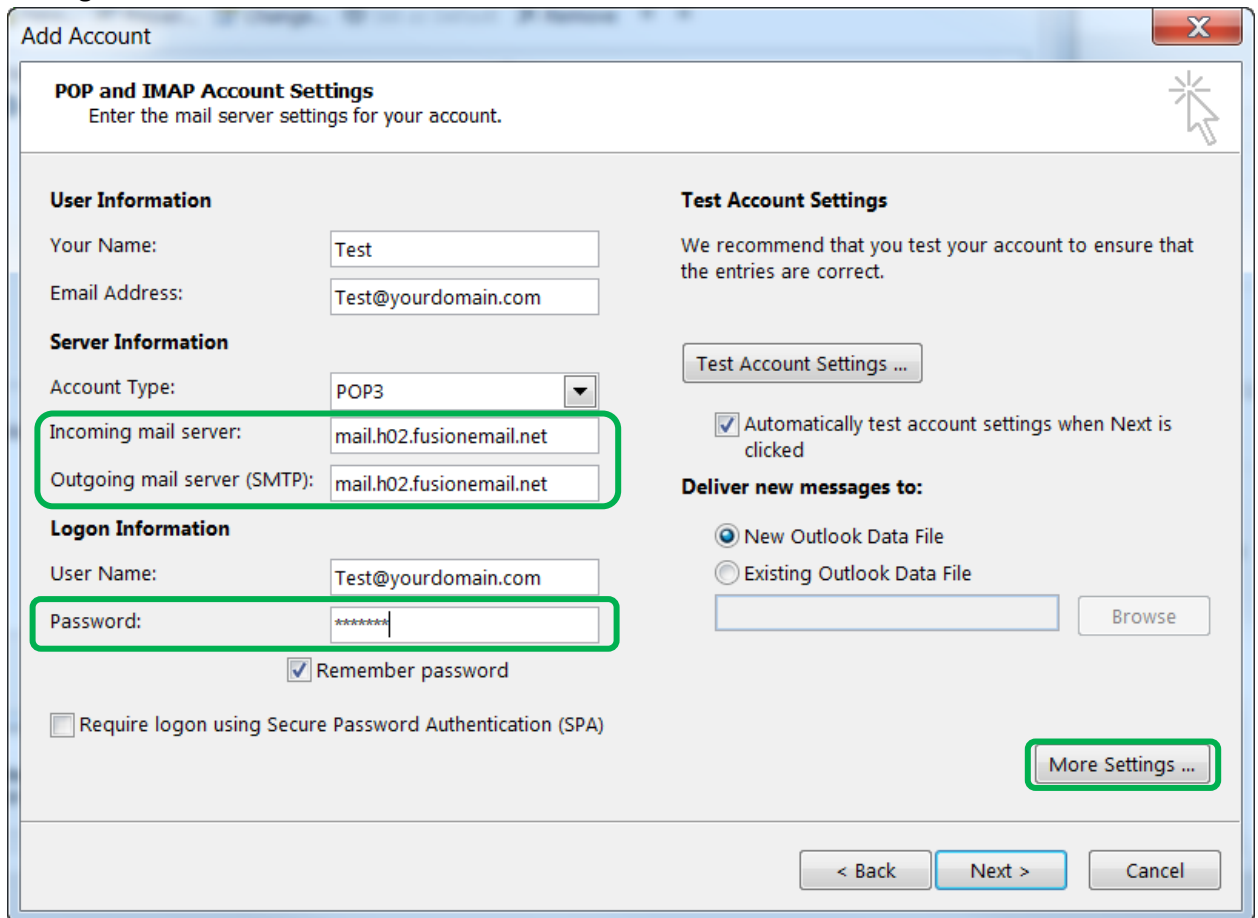 Add Account
X
POP and IMAP Account Settings
Enter the mail server settings for your account.
User Information
Your Name: Test
Email Address: Test@yourdomain.com
Server Information
Account Type: POP3
Incoming mail server: mail.h02.fusionemail.net
Outgoing mail server (SMTP): mail.h02.fusionemail.net
Logon Information
User Name: Test@yourdomain.com
Password: *******
Remember password
Require logon using Secure Password Authentication (SPA)
Test Account Settings
We recommend that you test your account to ensure that
the entries are correct.
Test Account Settings ...
Automatically test account settings when Next is
clicked
Deliver new messages to:
New Outlook Data File
Existing Outlook Data File
Browse
More Settings ...
< Back
Next >
Cancel